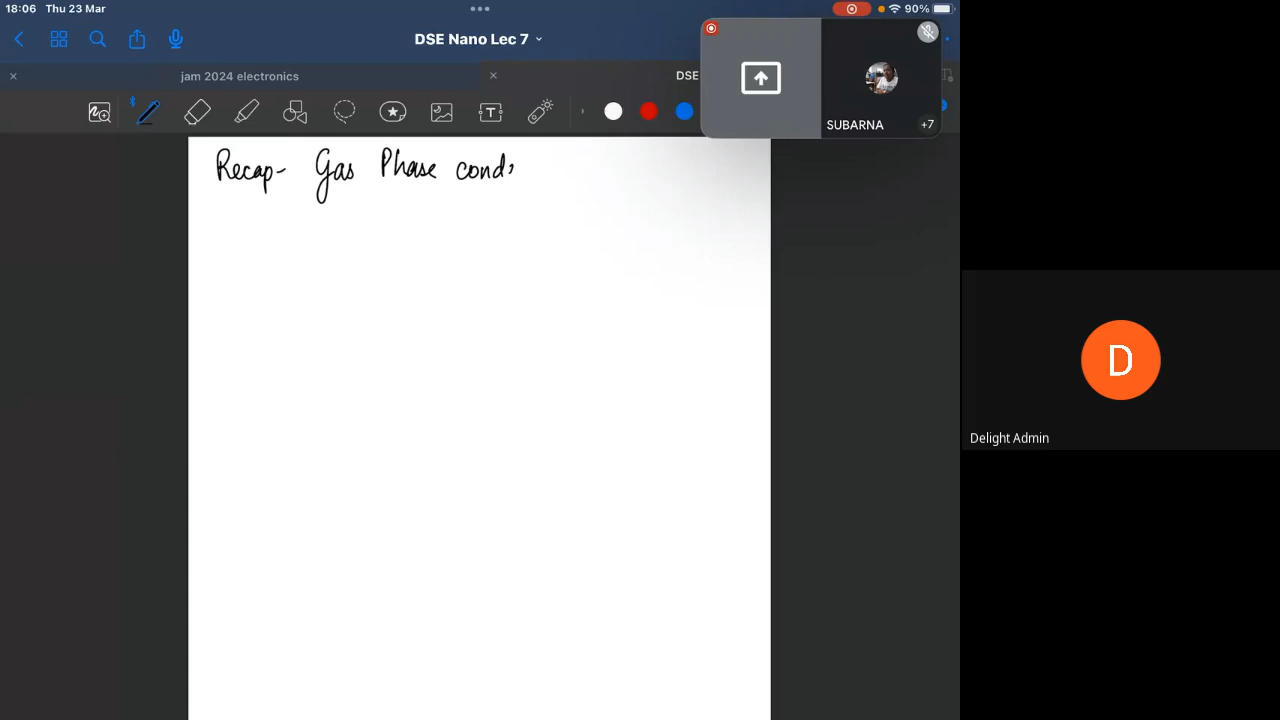 18:06 Thu 23 Mar
90%
DSE Nano Lec 7
jam 2024 electronics
DSE
SUBARNA
+7
Recap- Gas Phase cond,
D
Delight Admin